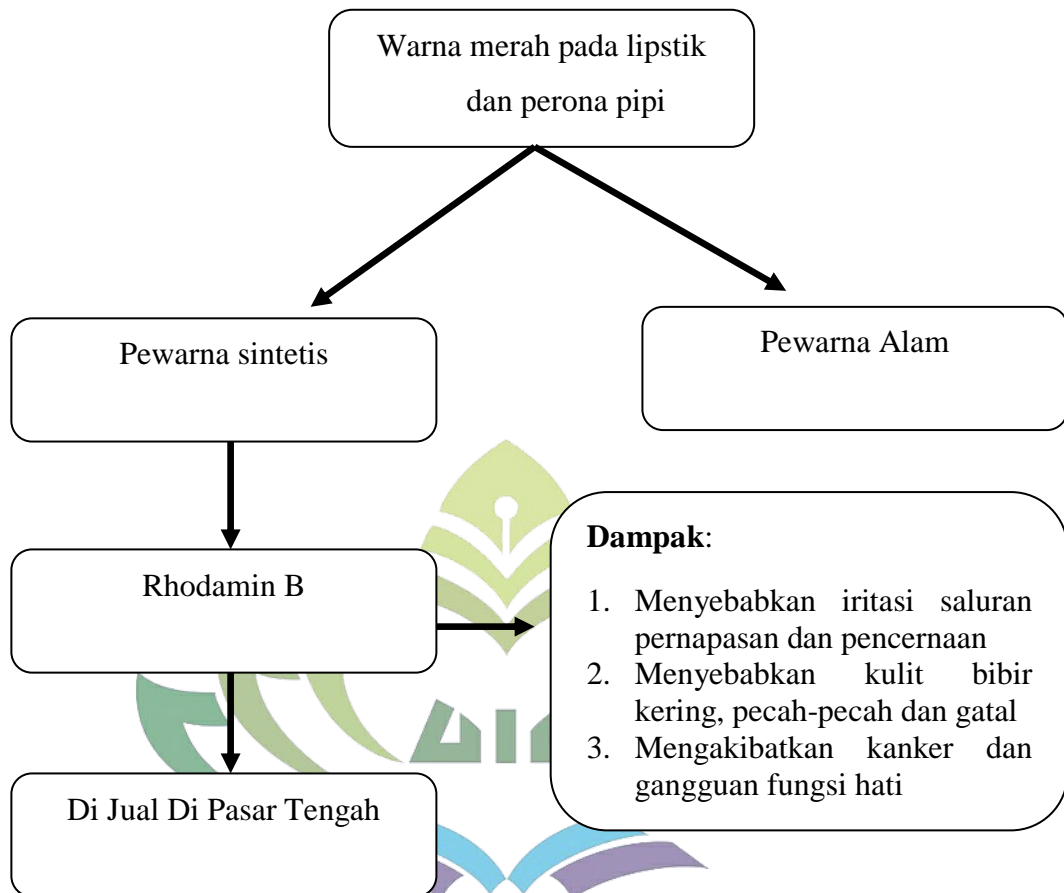 Warna merah pada lipstik
dan perona pipi
Pewarna sintetis
Pewarna Alam
Rhodamin B
Dampak:
1. Menyebabkan iritasi saluran
pernapasan dan pencernaan
2. Menyebabkan kulit bibir
kering, pecah-pecah dan gatal
3. Mengakibatkan kanker dan
gangguan fungsi hati
Di Jual Di Pasar Tengah